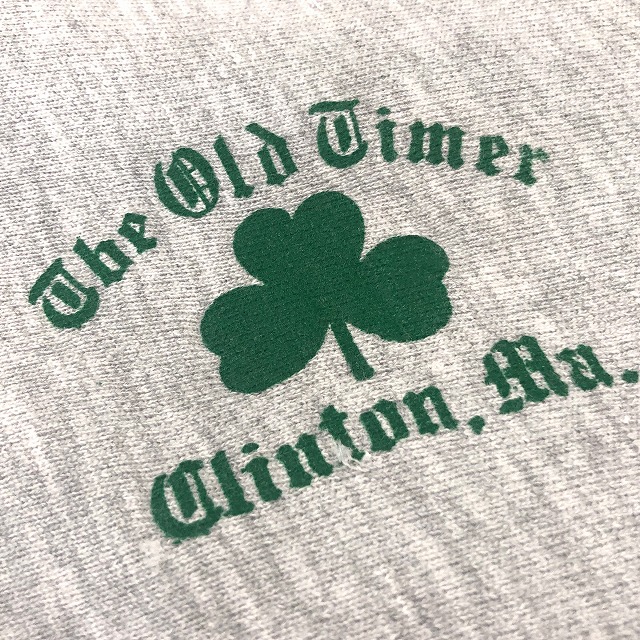 The Old Timer
Clinton, Ma.